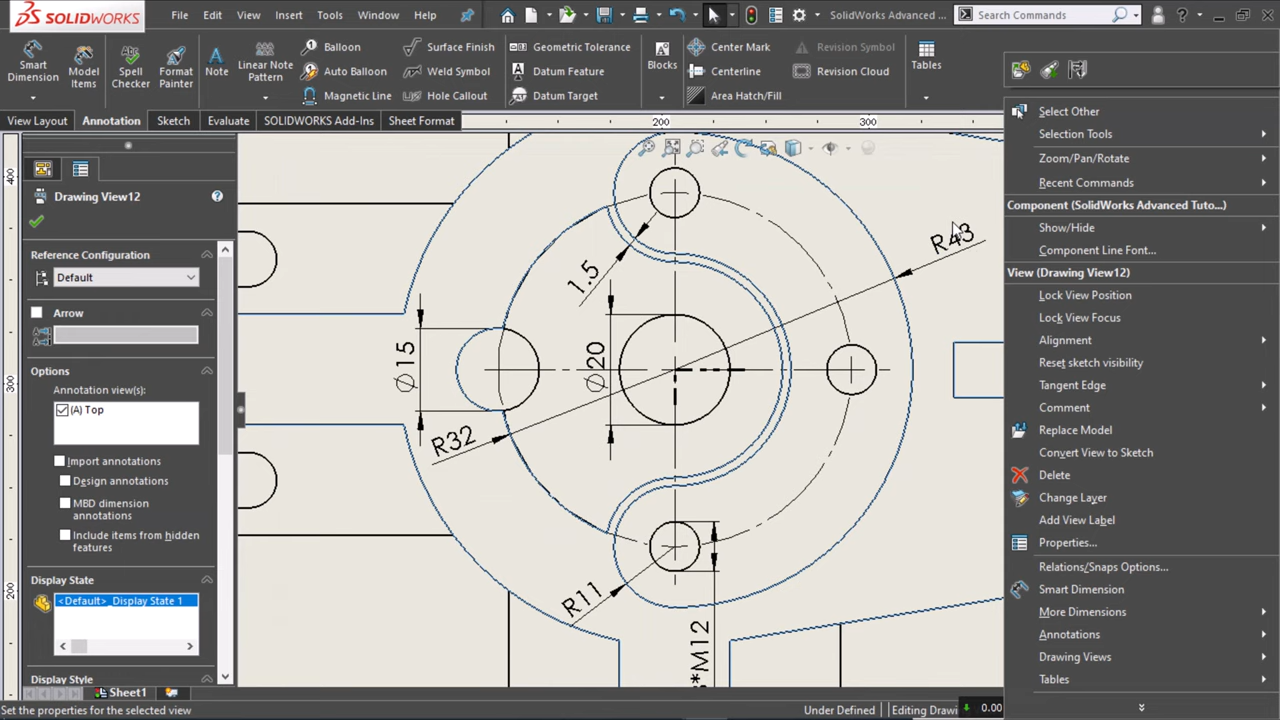 SOLIDWORKS
File
Edit
View
Insert
Tools
Window
Help
SolidWorks Advanced ...
Search Commands
Smart Dimension
Model Items
Spell Checker
Format Painter
Note
Linear Note Pattern
Balloon
Auto Balloon
Magnetic Line
Surface Finish
Weld Symbol
Hole Callout
Geometric Tolerance
Datum Feature
Datum Target
Blocks
Center Mark
Centerline
Area Hatch/Fill
Revision Symbol
Revision Cloud
Tables
View Layout
Annotation
Sketch
Evaluate
SOLIDWORKS Add-Ins
Sheet Format
200
300
400
300
200
Drawing View12
?
Reference Configuration
Default
Arrow
Options
Annotation view(s):
(A) Top
Import annotations
Design annotations
MBD dimension
annotations
Include items from hidden
features
Display State
<Default>_Display State 1
Display Style
R43
1.5
⌀15
⌀20
R32
R11
*M12
Select Other
Selection Tools
Zoom/Pan/Rotate
Recent Commands
Component (SolidWorks Advanced Tuto...)
Show/Hide
Component Line Font...
View (Drawing View12)
Lock View Position
Lock View Focus
Alignment
Reset sketch visibility
Tangent Edge
Comment
Replace Model
Convert View to Sketch
Delete
Change Layer
Add View Label
Properties...
Relations/Snaps Options...
Smart Dimension
More Dimensions
Annotations
Drawing Views
Tables
Sheet1
Set the properties for the selected view
Under Defined
Editing Drawi
0.00